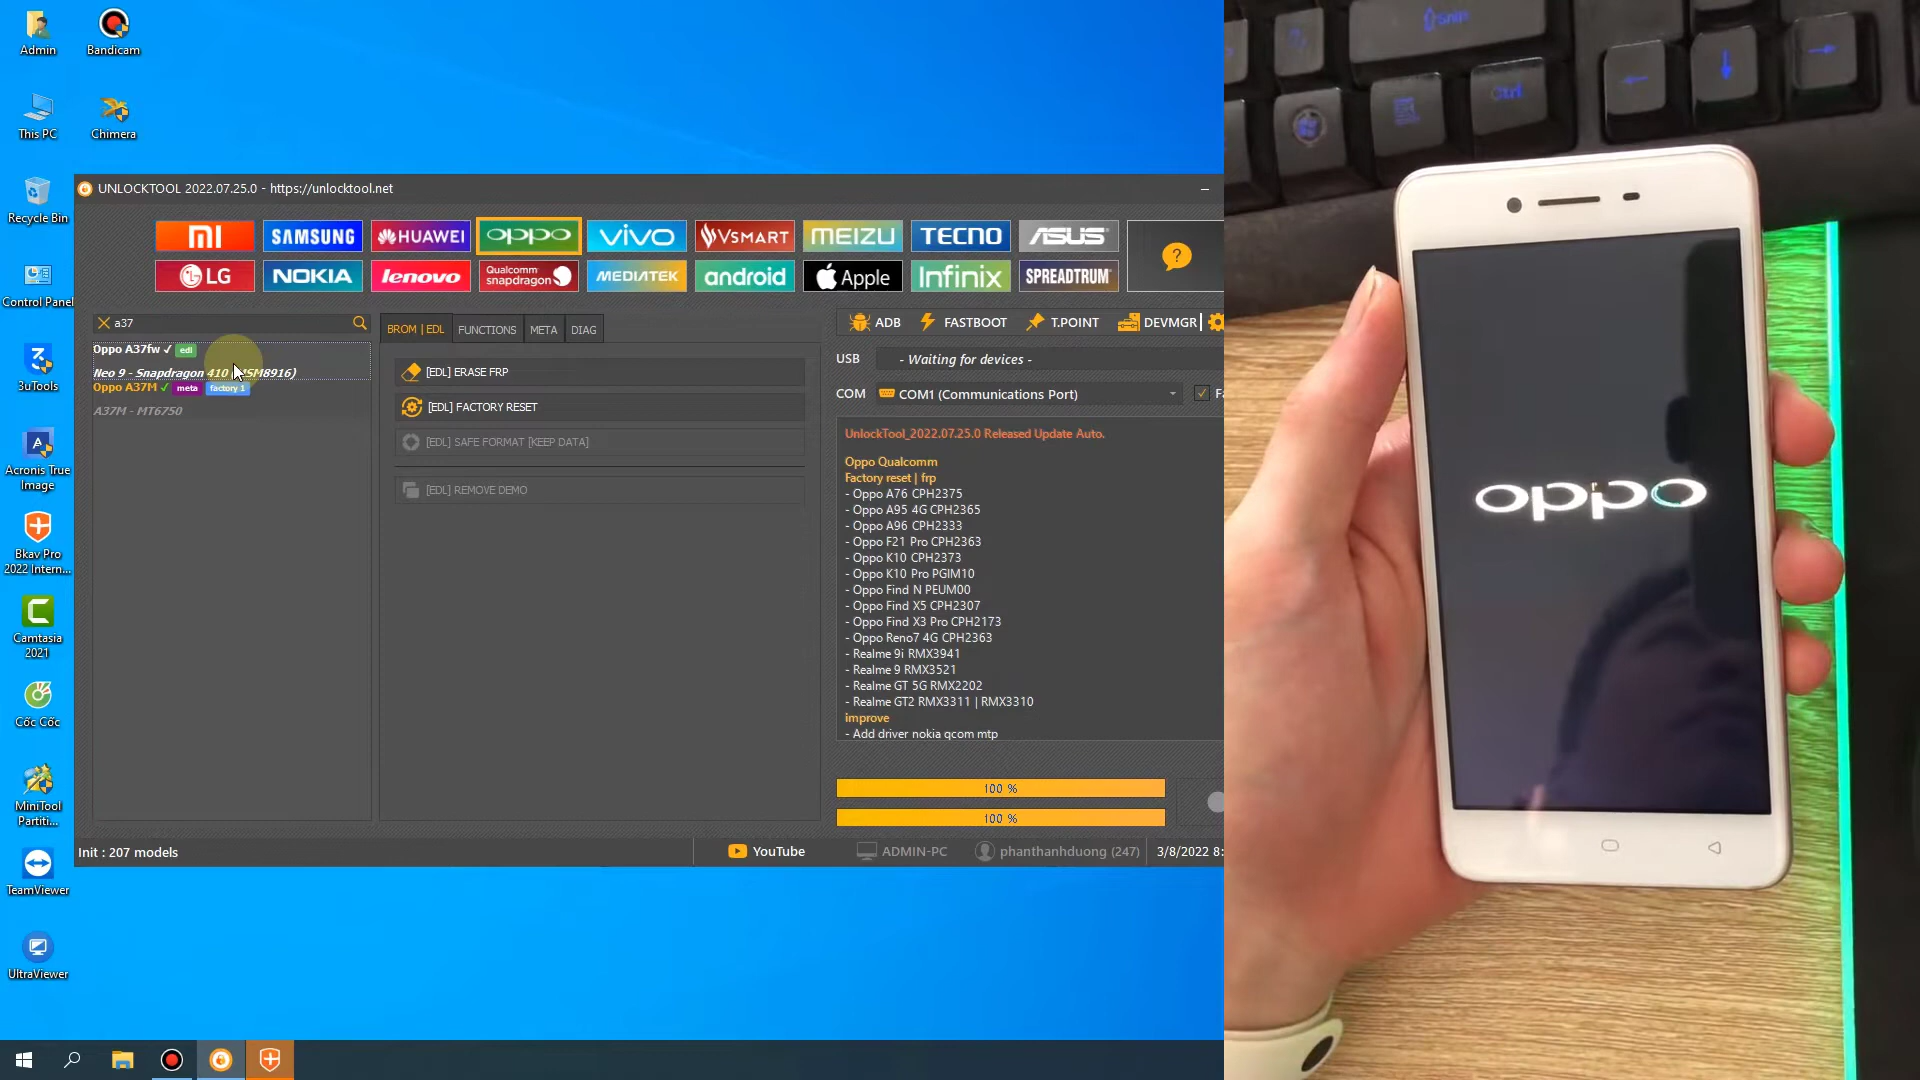 Admin
Bandicam
This PC
Chimera
Recycle Bin
Control Panel
3uTools
Acronis True
Image
Bkav Pro
2022 Intern...
Camtasia
2021
Cốc Cốc
MiniTool
Partiti...
TeamViewer
UltraViewer
UNLOCKTOOL 2022.07.25.0 - https://unlocktool.net
mi
SAMSUNG
HUAWEI
oppo
vivo
VSMART
MEIZU
TECNO
ASUS
?
LG
NOKIA
lenovo
Qualcomm
snapdragon
MEDIATEK
android
Apple
Infinix
SPREADTRUM
a37
Oppo A37fw ✓ edl
Neo 9 - Snapdragon 410 (MSM8916)
Oppo A37M ✓ meta factory 1
A37M - MT6750
BROM | EDL
FUNCTIONS
META
DIAG
[EDL] ERASE FRP
[EDL] FACTORY RESET
[EDL] SAFE FORMAT [KEEP DATA]
[EDL] REMOVE DEMO
ADB
FASTBOOT
T.POINT
DEVMGR
USB
- Waiting for devices -
COM
COM1 (Communications Port)
UnlockTool_2022.07.25.0 Released Update Auto.
Oppo Qualcomm
Factory reset | frp
- Oppo A76 CPH2375
- Oppo A95 4G CPH2365
- Oppo A96 CPH2333
- Oppo F21 Pro CPH2363
- Oppo K10 CPH2373
- Oppo K10 Pro PGIM10
- Oppo Find N PEUM00
- Oppo Find X5 CPH2307
- Oppo Find X3 Pro CPH2173
- Oppo Reno7 4G CPH2363
- Realme 9i RMX3941
- Realme 9 RMX3521
- Realme GT 5G RMX2202
- Realme GT2 RMX3311 | RMX3310
improve
- Add driver nokia qcom mtp
100 %
100 %
Init : 207 models
YouTube
ADMIN-PC
phanthanhduong (247)
3/8/2022 8:
Ctrl
oppo